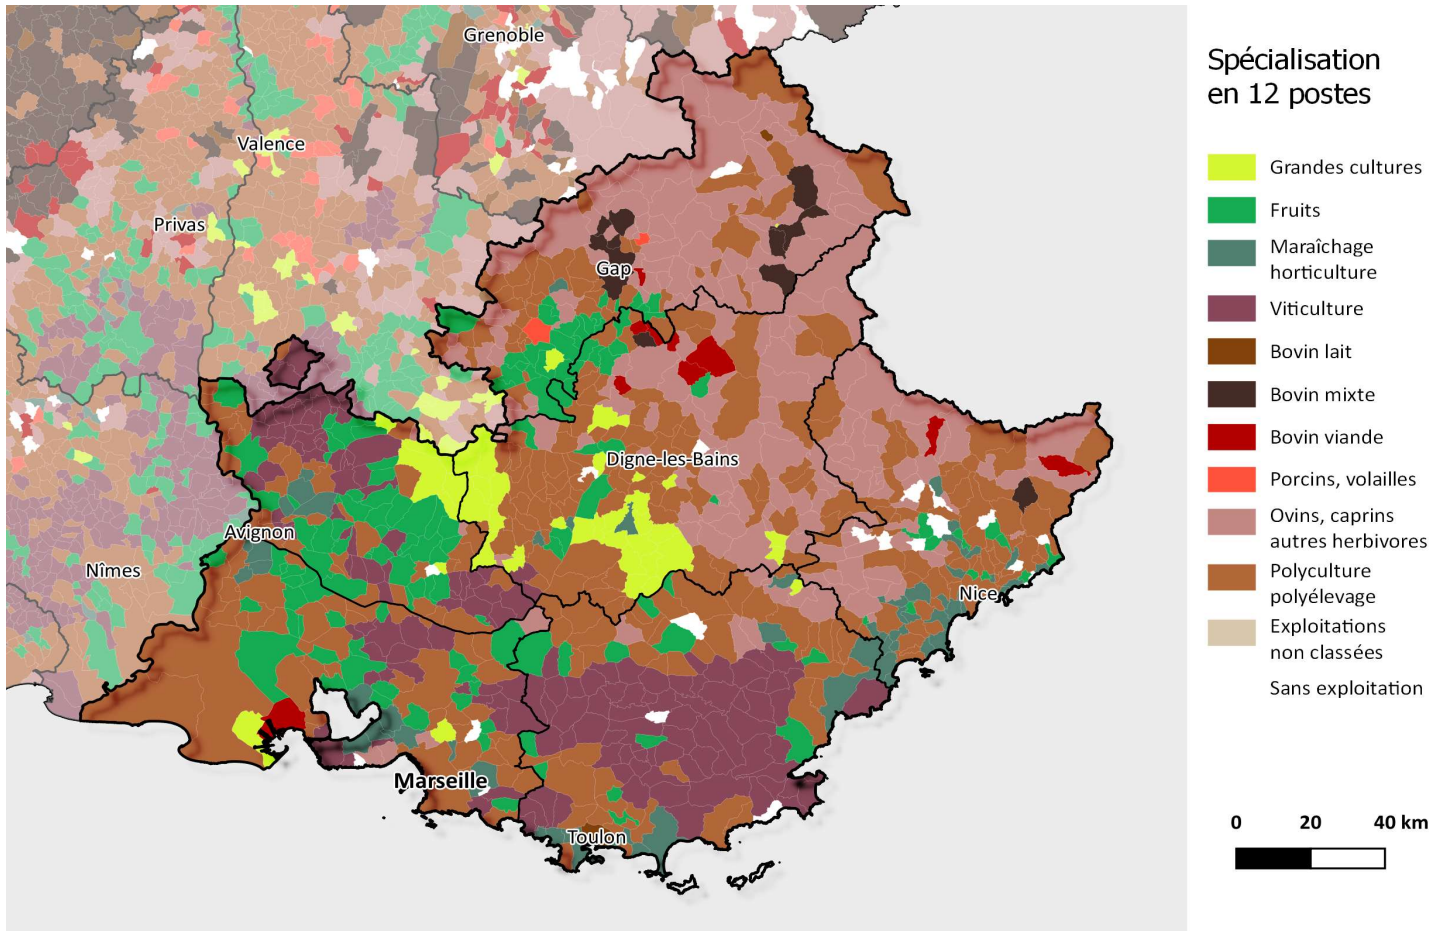 Grenoble
Valence
Privas
Gap
Digne-les-Bains
Avignon
Nîmes
Nice
Marseille
Toulon
Spécialisation
en 12 postes
Grandes cultures
Fruits
Maraîchage
horticulture
Viticulture
Bovin lait
Bovin mixte
Bovin viande
Porcins, volailles
Ovins, caprins
autres herbivores
Polyculture
polyélevage
Exploitations
non classées
Sans exploitation
0 20 40 km